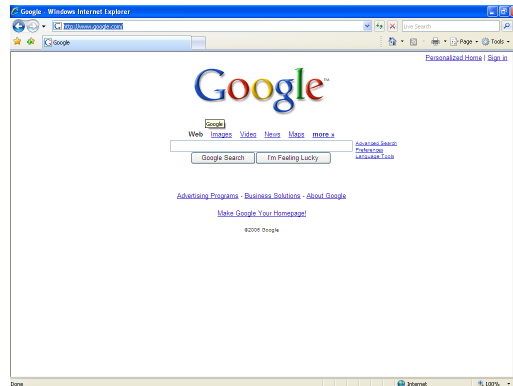 Google - Windows Internet Explorer
http://www.google.com/
Live Search
Google
Page
Tools
Personalized Home | Sign in
Google™
Google
Web Images Video News Maps more »
Advanced Search
Preferences
Language Tools
Google Search I'm Feeling Lucky
Advertising Programs - Business Solutions - About Google
Make Google Your Homepage!
©2006 Google
Done
Internet
100%